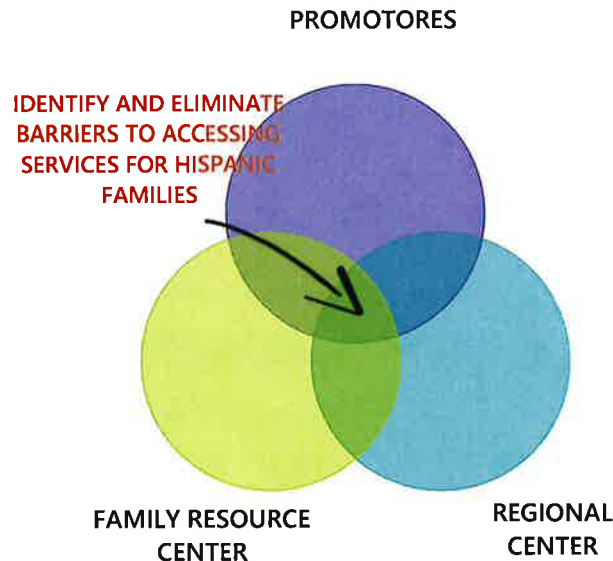 PROMOTORES
IDENTIFY AND ELIMINATE
BARRIERS TO ACCESSING
SERVICES FOR HISPANIC
FAMILIES
FAMILY RESOURCE
CENTER
REGIONAL
CENTER